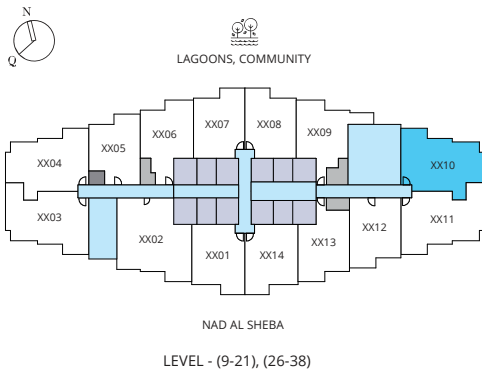 N
Q
LAGOONS, COMMUNITY
XX07 XX08
XX06 XX09
XX05
XX04 XX10
XX03 XX11
XX12
XX02 XX13
XX01 XX14
NAD AL SHEBA
LEVEL - (9-21), (26-38)